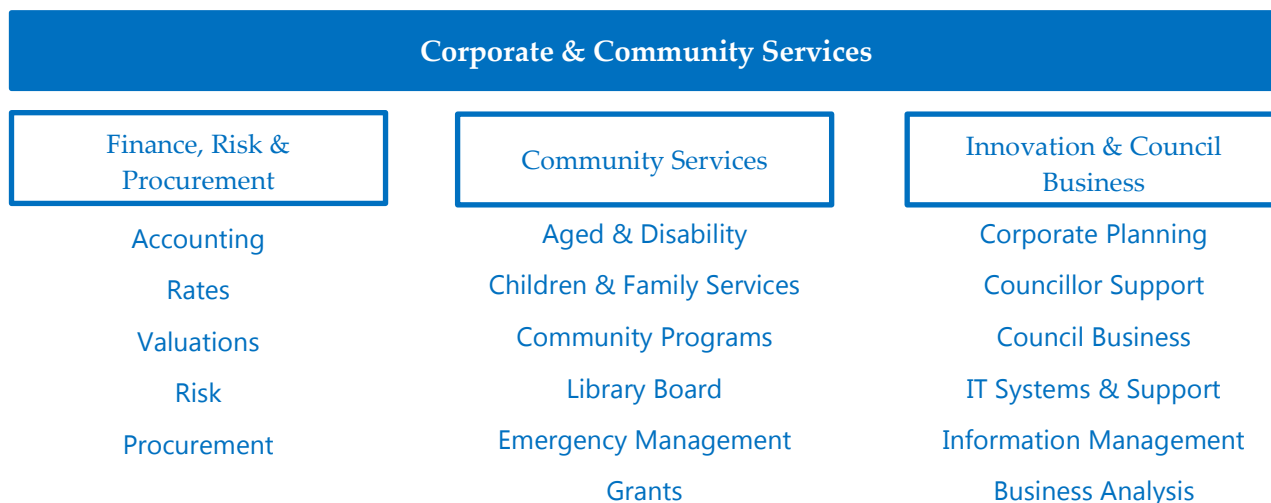 Corporate & Community Services
Finance, Risk &
Procurement
Accounting
Rates
Valuations
Risk
Procurement
Community Services
Aged & Disability
Children & Family Services
Community Programs
Library Board
Emergency Management
Grants
Innovation & Council
Business
Corporate Planning
Councillor Support
Council Business
IT Systems & Support
Information Management
Business Analysis